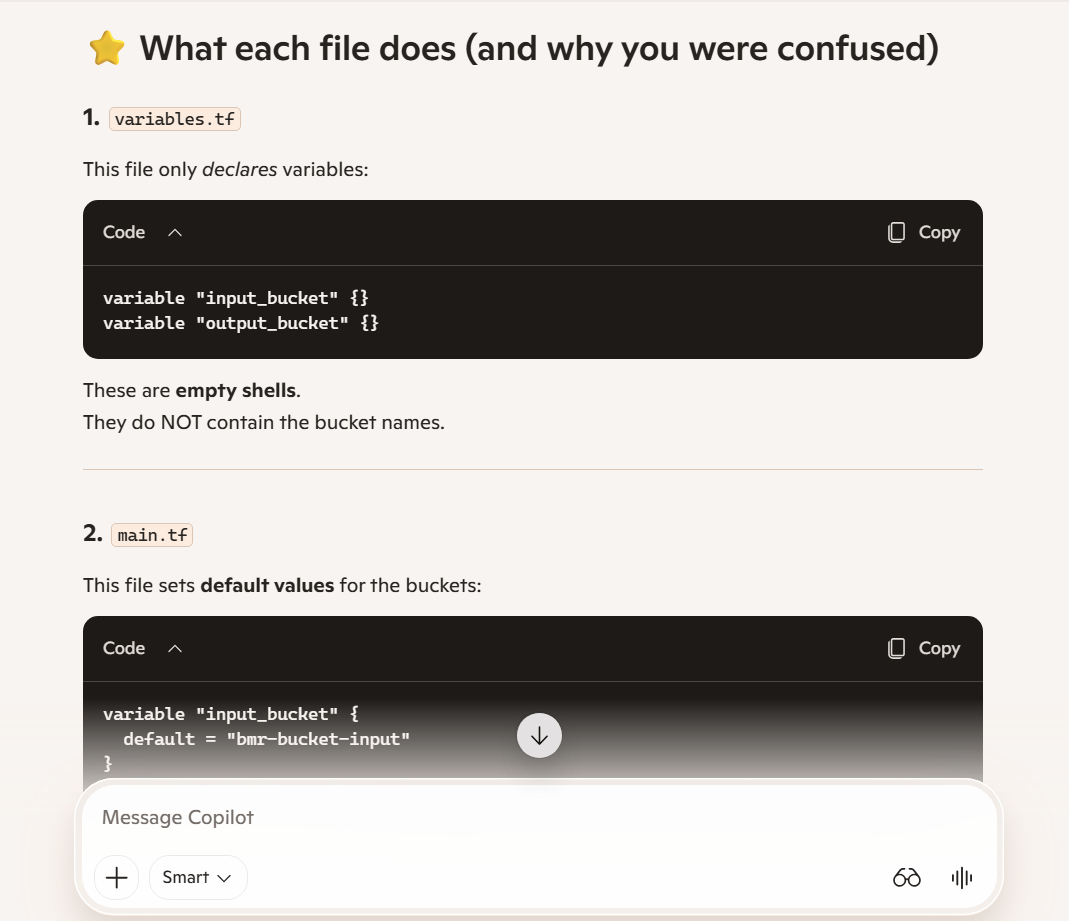 ⭐ What each file does (and why you were confused)
1. variables.tf
This file only declares variables:
Code
Copy
variable "input_bucket" {}
variable "output_bucket" {}
These are empty shells.
They do NOT contain the bucket names.
2. main.tf
This file sets default values for the buckets:
Code
Copy
variable "input_bucket" {
  default = "bmr-bucket-input"
}
Message Copilot
Smart